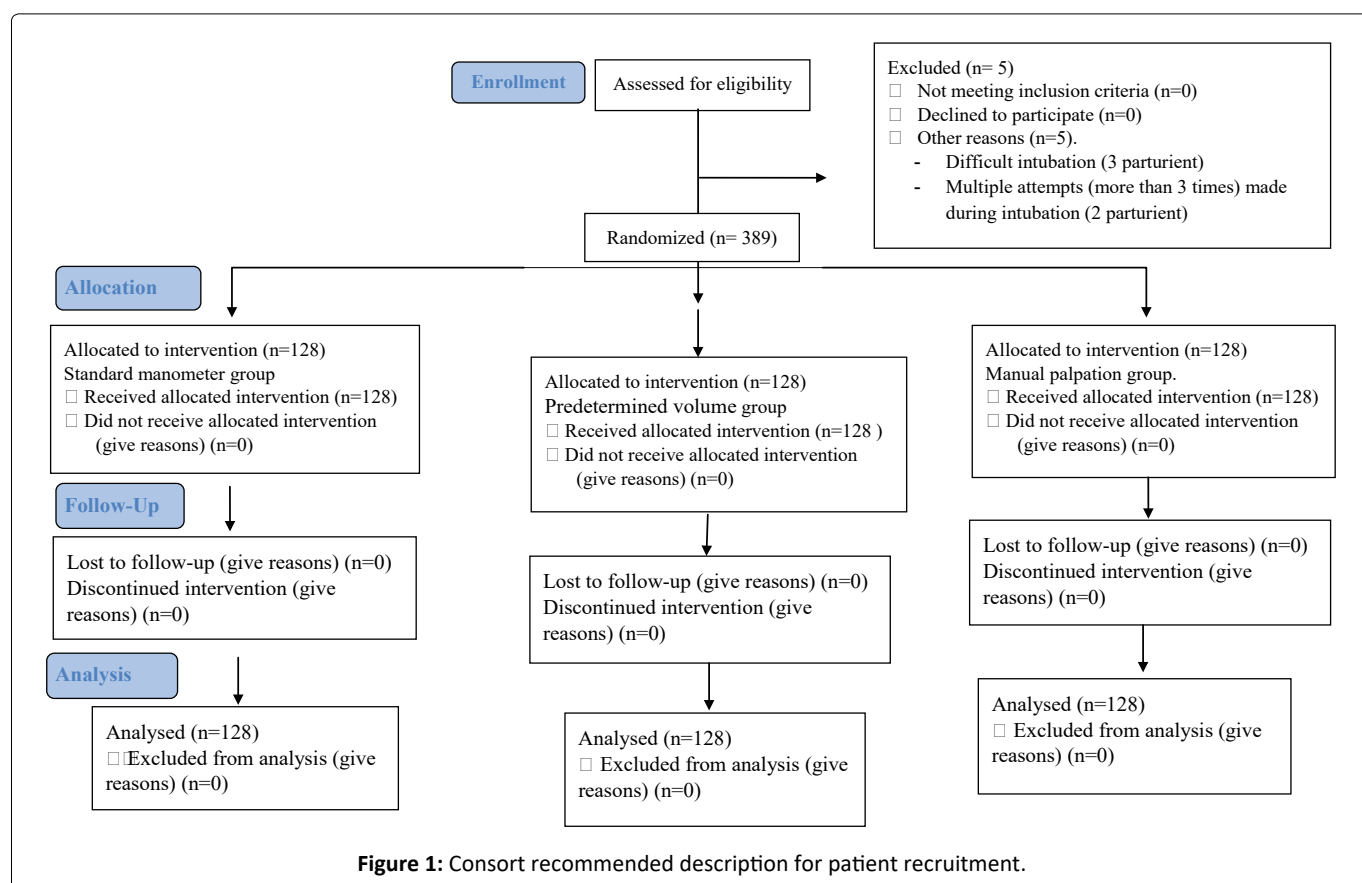 Enrollment
Assessed for eligibility
Excluded (n= 5)
□ Not meeting inclusion criteria (n=0)
□ Declined to participate (n=0)
□ Other reasons (n=5).
- Difficult intubation (3 parturient)
- Multiple attempts (more than 3 times) made
during intubation (2 parturient)
Randomized (n= 389)
Allocation
Allocated to intervention (n=128)
Standard manometer group
□ Received allocated intervention (n=128)
□ Did not receive allocated intervention
(give reasons) (n=0)
Allocated to intervention (n=128)
Predetermined volume group
□ Received allocated intervention (n=128 )
□ Did not receive allocated intervention
(give reasons) (n=0)
Allocated to intervention (n=128)
Manual palpation group.
□ Received allocated intervention (n=128)
□ Did not receive allocated intervention
(give reasons) (n=0)
Follow-Up
Lost to follow-up (give reasons) (n=0)
Discontinued intervention (give
reasons) (n=0)
Lost to follow-up (give reasons) (n=0)
Discontinued intervention (give
reasons) (n=0)
Lost to follow-up (give reasons) (n=0)
Discontinued intervention (give
reasons) (n=0)
Analysis
Analysed (n=128)
□□Excluded from analysis (give
reasons) (n=0)
Analysed (n=128)
□ Excluded from analysis (give
reasons) (n=0)
Analysed (n=128)
□ Excluded from analysis (give
reasons) (n=0)
Figure 1: Consort recommended description for patient recruitment.